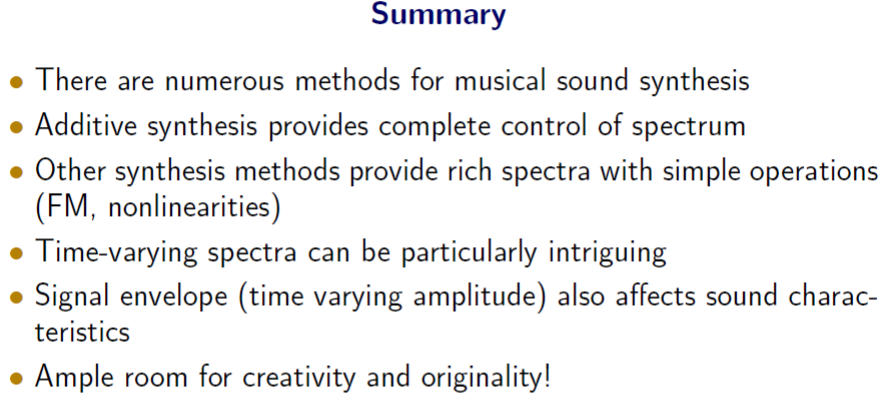 Summary
• There are numerous methods for musical sound synthesis
• Additive synthesis provides complete control of spectrum
• Other synthesis methods provide rich spectra with simple operations
(FM, nonlinearities)
• Time-varying spectra can be particularly intriguing
• Signal envelope (time varying amplitude) also affects sound charac-
teristics
• Ample room for creativity and originality!